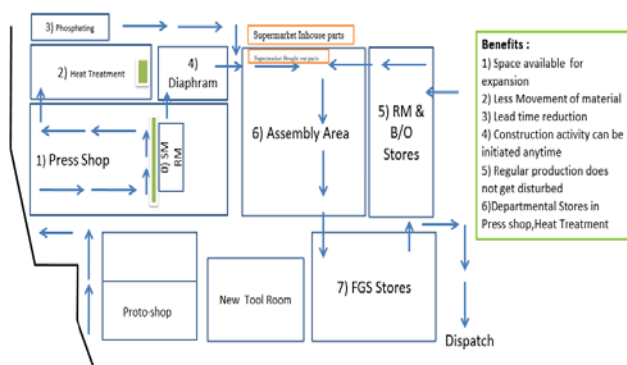 3) Phosphating
Supermarket Inhouse parts
Supermarket Bought out parts
2) Heat Treatment
4)
Diaphram
5) RM &
B/O
Stores
6) Assembly Area
1) Press Shop
0) SM
RM
Benefits :
1) Space available for
expansion
2) Less Movement of material
3) Lead time reduction
4) Construction activity can be
initiated anytime
5) Regular production does
not get disturbed
6)Departmental Stores in
Press shop,Heat Treatment
Proto-shop
New Tool Room
7) FGS Stores
Dispatch